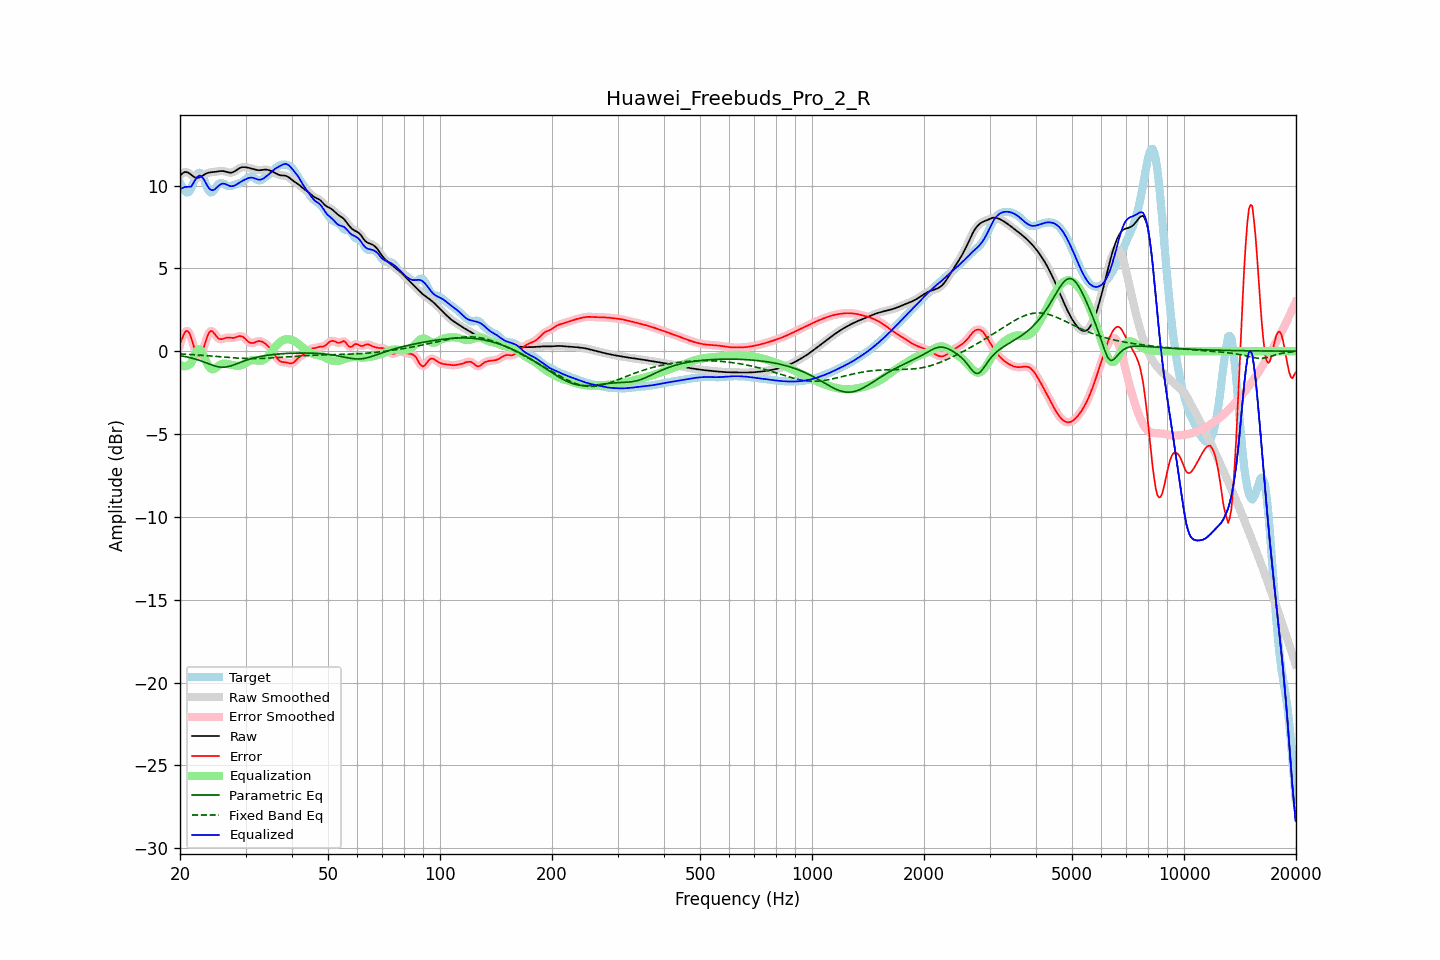 Huawei_Freebuds_Pro_2_R
10
5
0
−5
−10
−15
−20
−25
−30
Amplitude (dBr)
Target
Raw Smoothed
Error Smoothed
Raw
Error
Equalization
Parametric Eq
Fixed Band Eq
Equalized
20 50 100 200 500 1000 2000 5000 10000 20000
Frequency (Hz)